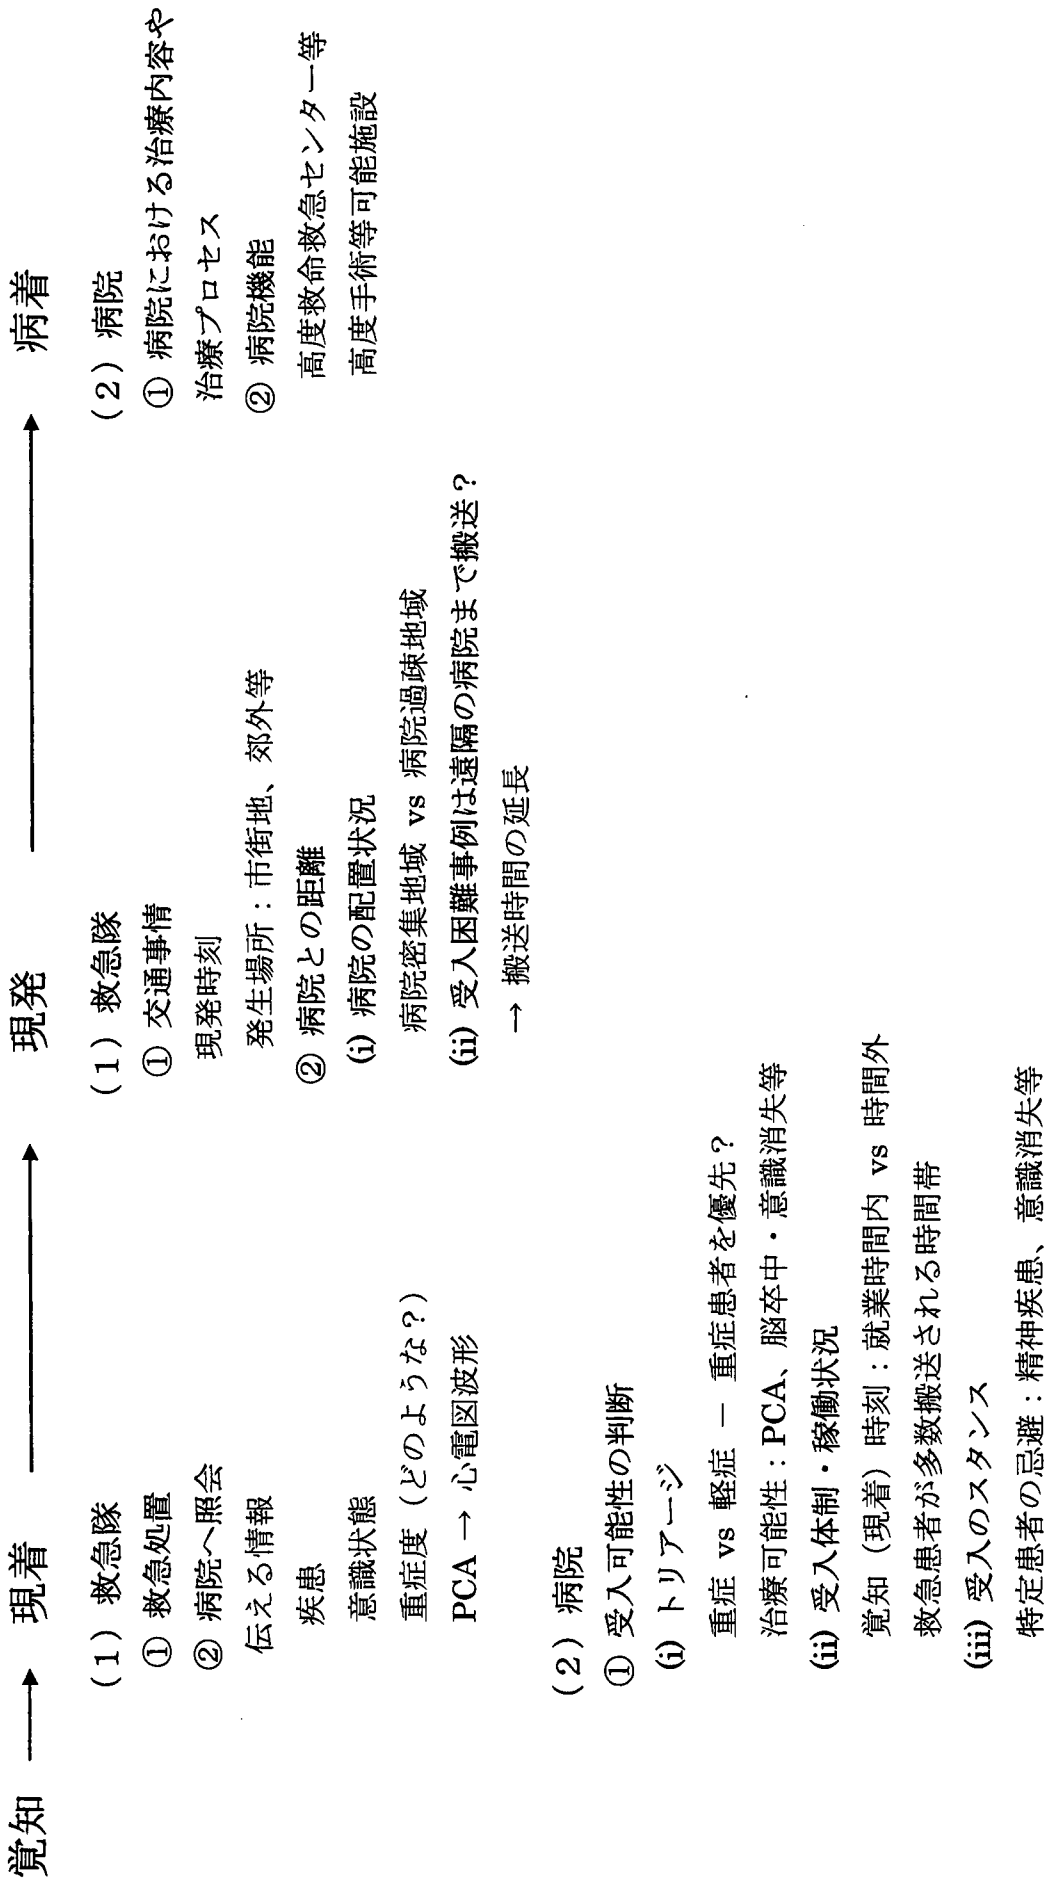 覚知 → 現着 → 現発 → 病着
(1) 救急隊
① 救急処置
② 病院へ照会
伝える情報
疾患
意識状態
重症度(どのような?)
PCA → 心電図波形
(2) 病院
① 受入可能性の判断
(i) トリアージ
重症 vs 軽症 － 重症患者を優先?
治療可能性:PCA、脳卒中・意識消失等
(ii) 受入体制・稼働状況
覚知(現着)時刻:就業時間内 vs 時間外
救急患者が多数搬送される時間帯
(iii) 受入のスタンス
特定患者の忌避:精神疾患、意識消失等
(1) 救急隊
① 交通事情
現発時刻
発生場所:市街地、郊外等
② 病院との距離
(i) 病院の配置状況
病院密集地域 vs 病院過疎地域
(ii) 受入困難事例は遠隔の病院まで搬送?
→ 搬送時間の延長
(2) 病院
① 病院における治療内容や
治療プロセス
② 病院機能
高度救命救急センター等
高度手術等可能施設